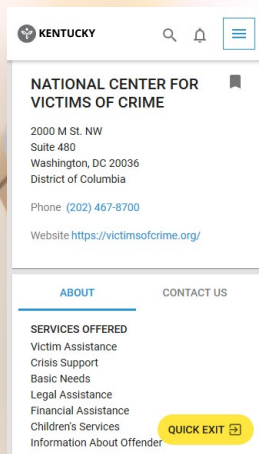 KENTUCKY
NATIONAL CENTER FOR
VICTIMS OF CRIME
2000 M St. NW
Suite 480
Washington, DC 20036
District of Columbia
Phone (202) 467-8700
Website https://victimsofcrime.org/
ABOUT CONTACT US
SERVICES OFFERED
Victim Assistance
Crisis Support
Basic Needs
Legal Assistance
Financial Assistance
Children's Services
QUICK EXIT
Information About Offender